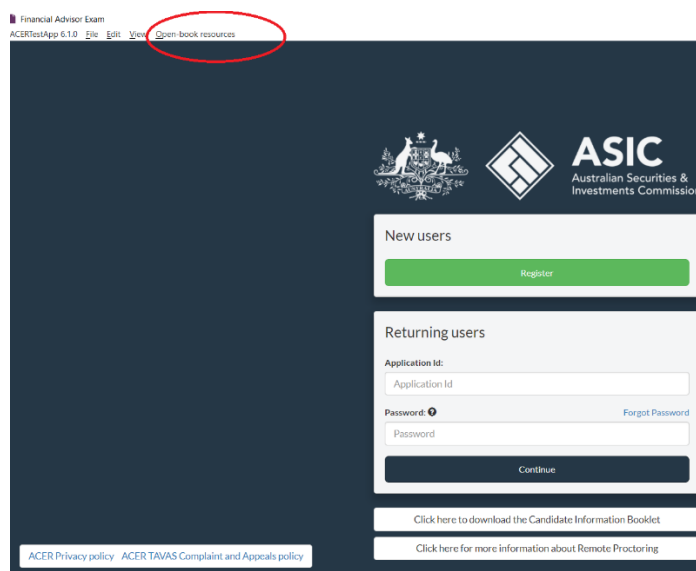 Financial Advisor Exam
ACERTestApp 6.1.0 File Edit View Open-book resources
ASIC
Australian Securities &
Investments Commission
New users
Register
Returning users
Application Id:
Application Id
Password: Forgot Password
Password
Continue
Click here to download the Candidate Information Booklet
Click here for more information about Remote Proctoring
ACER Privacy policy ACER TAVAS Complaint and Appeals policy